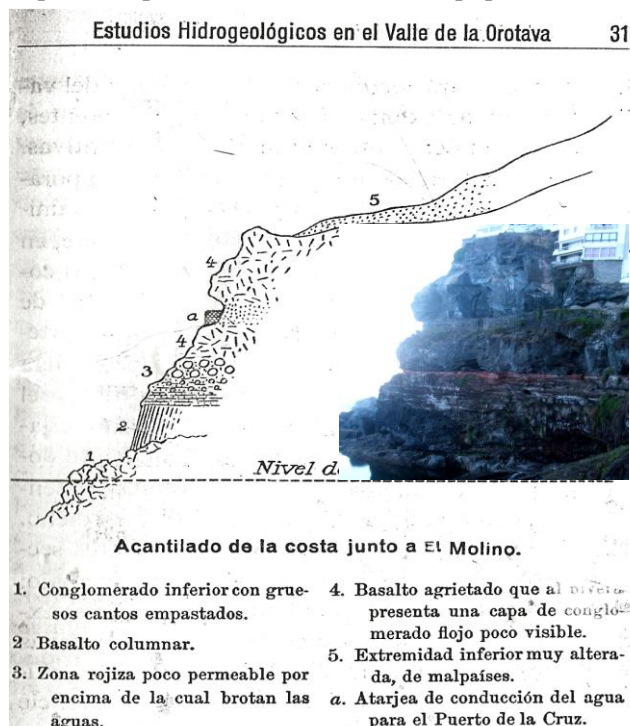 Estudios Hidrogeológicos en el Valle de la Orotava 31
5
4
a
4
3
2
1
Nivel d
Acantilado de la costa junto a El Molino.
1. Conglomerado inferior con grue-
sos cantos empastados.
2 Basalto columnar.
3. Zona rojiza poco permeable por
encima de la cual brotan las
aguas.
4. Basalto agrietado que al
presenta una capa de conglo-
merado flojo poco visible.
5. Extremidad inferior muy altera-
da, de malpaíses.
a. Atarjea de conducción del agua
para el Puerto de la Cruz.